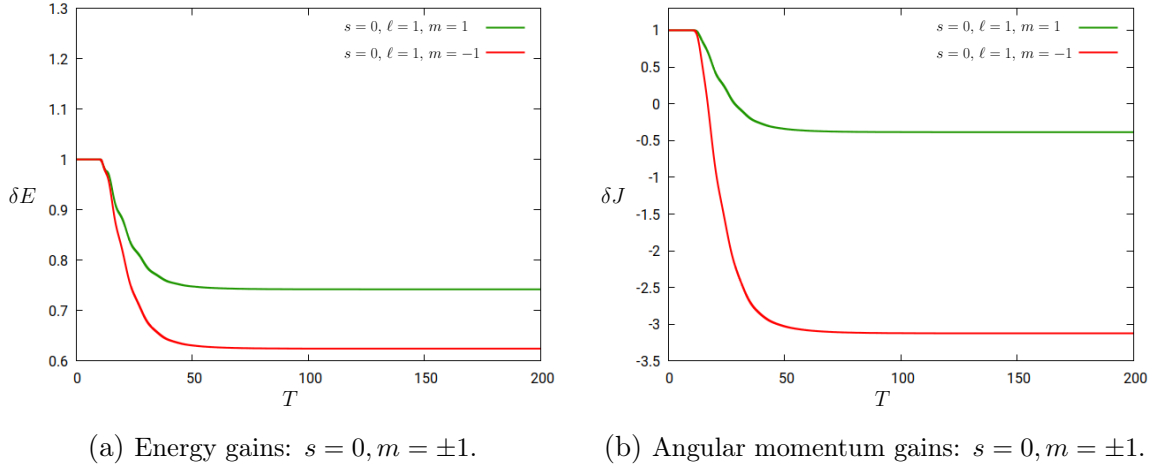 1.3
1.2
1.1
1
0.9
0.8
0.7
0.6
δE
s = 0, ℓ = 1, m = 1
s = 0, ℓ = 1, m = −1
0 50 100 150 200
T
1
0.5
0
-0.5
-1
-1.5
-2
-2.5
-3
-3.5
δJ
s = 0, ℓ = 1, m = 1
s = 0, ℓ = 1, m = −1
0 50 100 150 200
T
(a) Energy gains: s = 0, m = ±1.
(b) Angular momentum gains: s = 0, m = ±1.